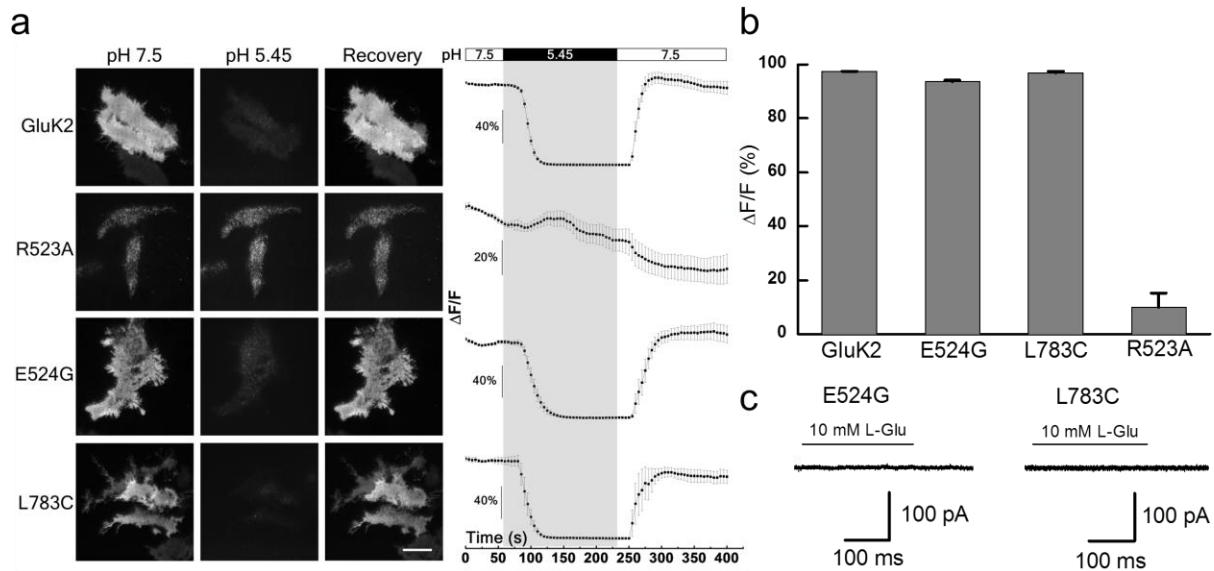 a
pH 7.5 pH 5.45 Recovery
pH 7.5 5.45 7.5
GluK2
40%
R523A
20%
ΔF/F
E524G
40%
L783C
40%
Time (s)
0 50 100 150 200 250 300 350 400
b
ΔF/F (%)
100
80
60
40
20
0
GluK2 E524G L783C R523A
c
E524G L783C
10 mM L-Glu 10 mM L-Glu
100 pA 100 pA
100 ms 100 ms